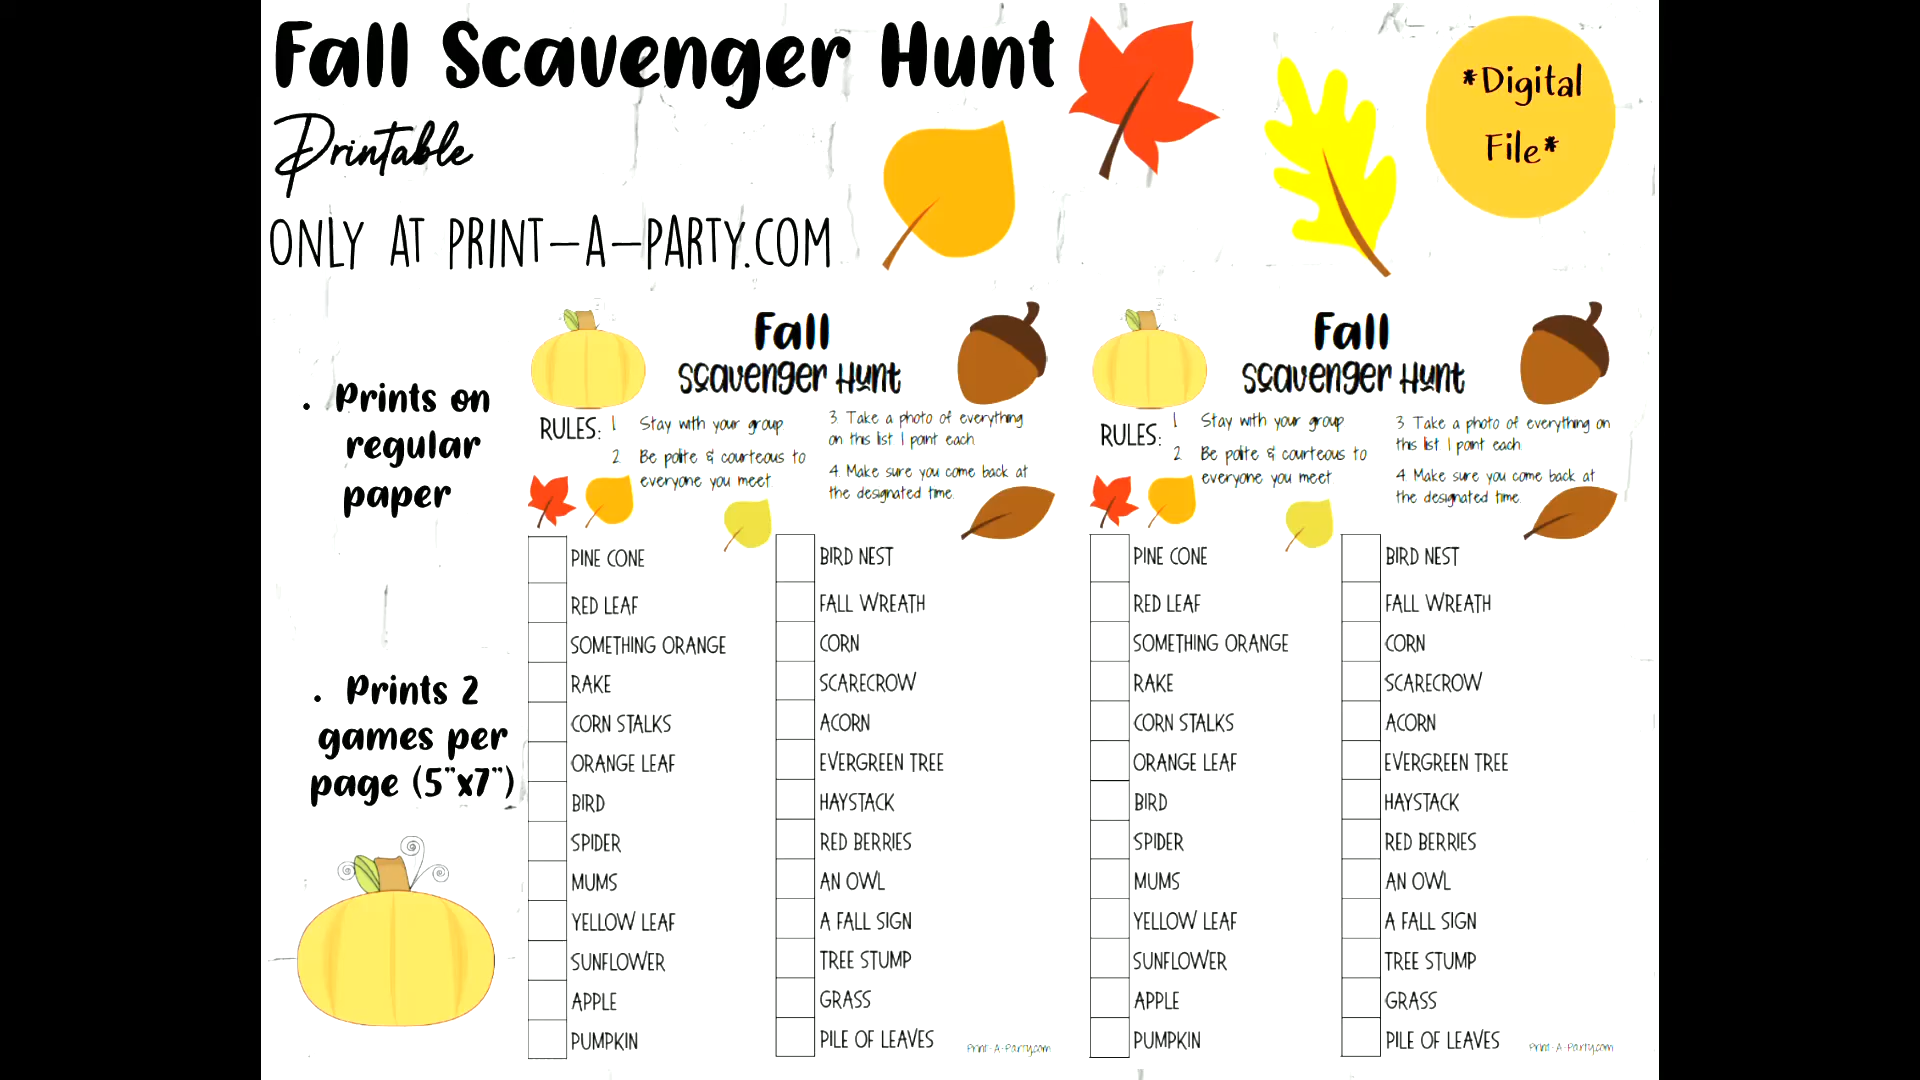 Fall Scavenger Hunt
Printable
ONLY AT PRINT-A-PARTY.COM
*Digital
File*
. Prints on
regular
paper
. Prints 2
games per
page (5"x7")
Fall
Scavenger Hunt
RULES:
1 Stay with your group
2. Be polite & courteous to
everyone you meet
3. Take a photo of everything
on this list 1 point each
4. Make sure you come back at
the designated time.
PINE CONE
RED LEAF
SOMETHING ORANGE
RAKE
CORN STALKS
ORANGE LEAF
BIRD
SPIDER
MUMS
YELLOW LEAF
SUNFLOWER
APPLE
PUMPKIN
BIRD NEST
FALL WREATH
CORN
SCARECROW
ACORN
EVERGREEN TREE
HAYSTACK
RED BERRIES
AN OWL
A FALL SIGN
TREE STUMP
GRASS
PILE OF LEAVES
Print-A-Party.com
Fall
Scavenger Hunt
RULES:
1 Stay with your group
2 Be polite & courteous to
everyone you meet
3. Take a photo of everything on
this list 1 point each
4. Make sure you come back at
the designated time.
PINE CONE
RED LEAF
SOMETHING ORANGE
RAKE
CORN STALKS
ORANGE LEAF
BIRD
SPIDER
MUMS
YELLOW LEAF
SUNFLOWER
APPLE
PUMPKIN
BIRD NEST
FALL WREATH
CORN
SCARECROW
ACORN
EVERGREEN TREE
HAYSTACK
RED BERRIES
AN OWL
A FALL SIGN
TREE STUMP
GRASS
PILE OF LEAVES
Print-A-Party.com